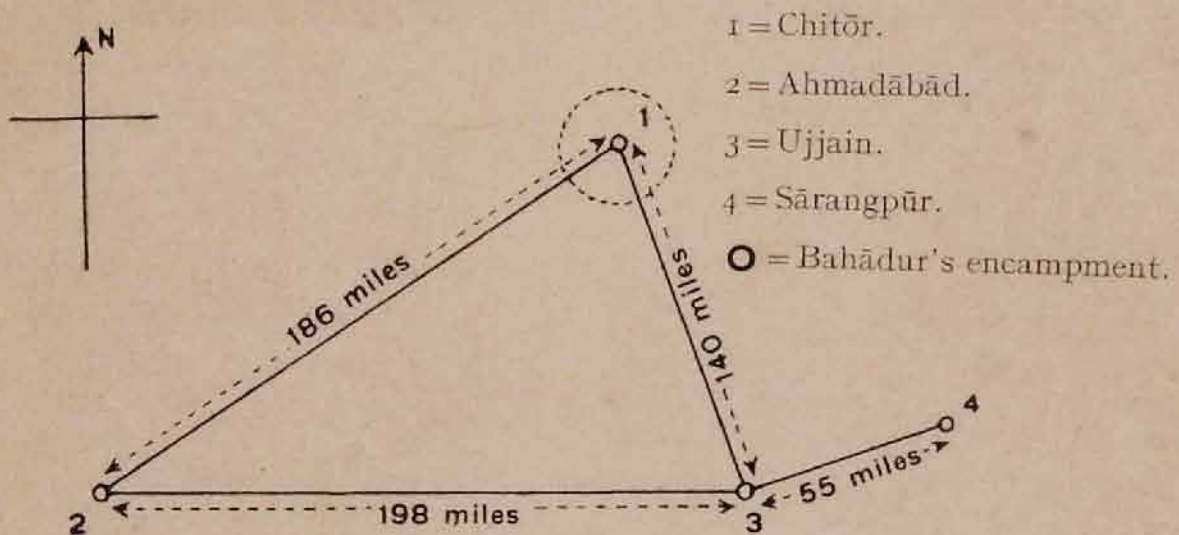 N
1 = Chitōr.
2 = Ahmadābād.
3 = Ujjain.
4 = Sārangpūr.
O = Bahādur's encampment.
1
186 miles
140 miles
4
55 miles
198 miles
2
3